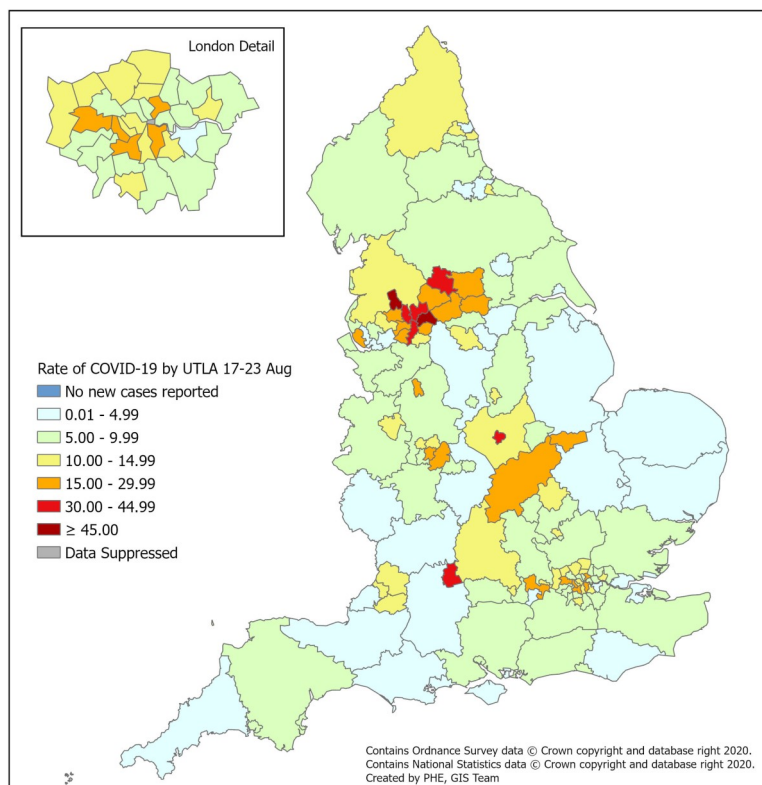 London Detail
Rate of COVID-19 by UTLA 17-23 Aug
No new cases reported
0.01 - 4.99
5.00 - 9.99
10.00 - 14.99
15.00 - 29.99
30.00 - 44.99
≥ 45.00
Data Suppressed
Contains Ordnance Survey data © Crown copyright and database right 2020.
Contains National Statistics data © Crown copyright and database right 2020.
Created by PHE, GIS Team